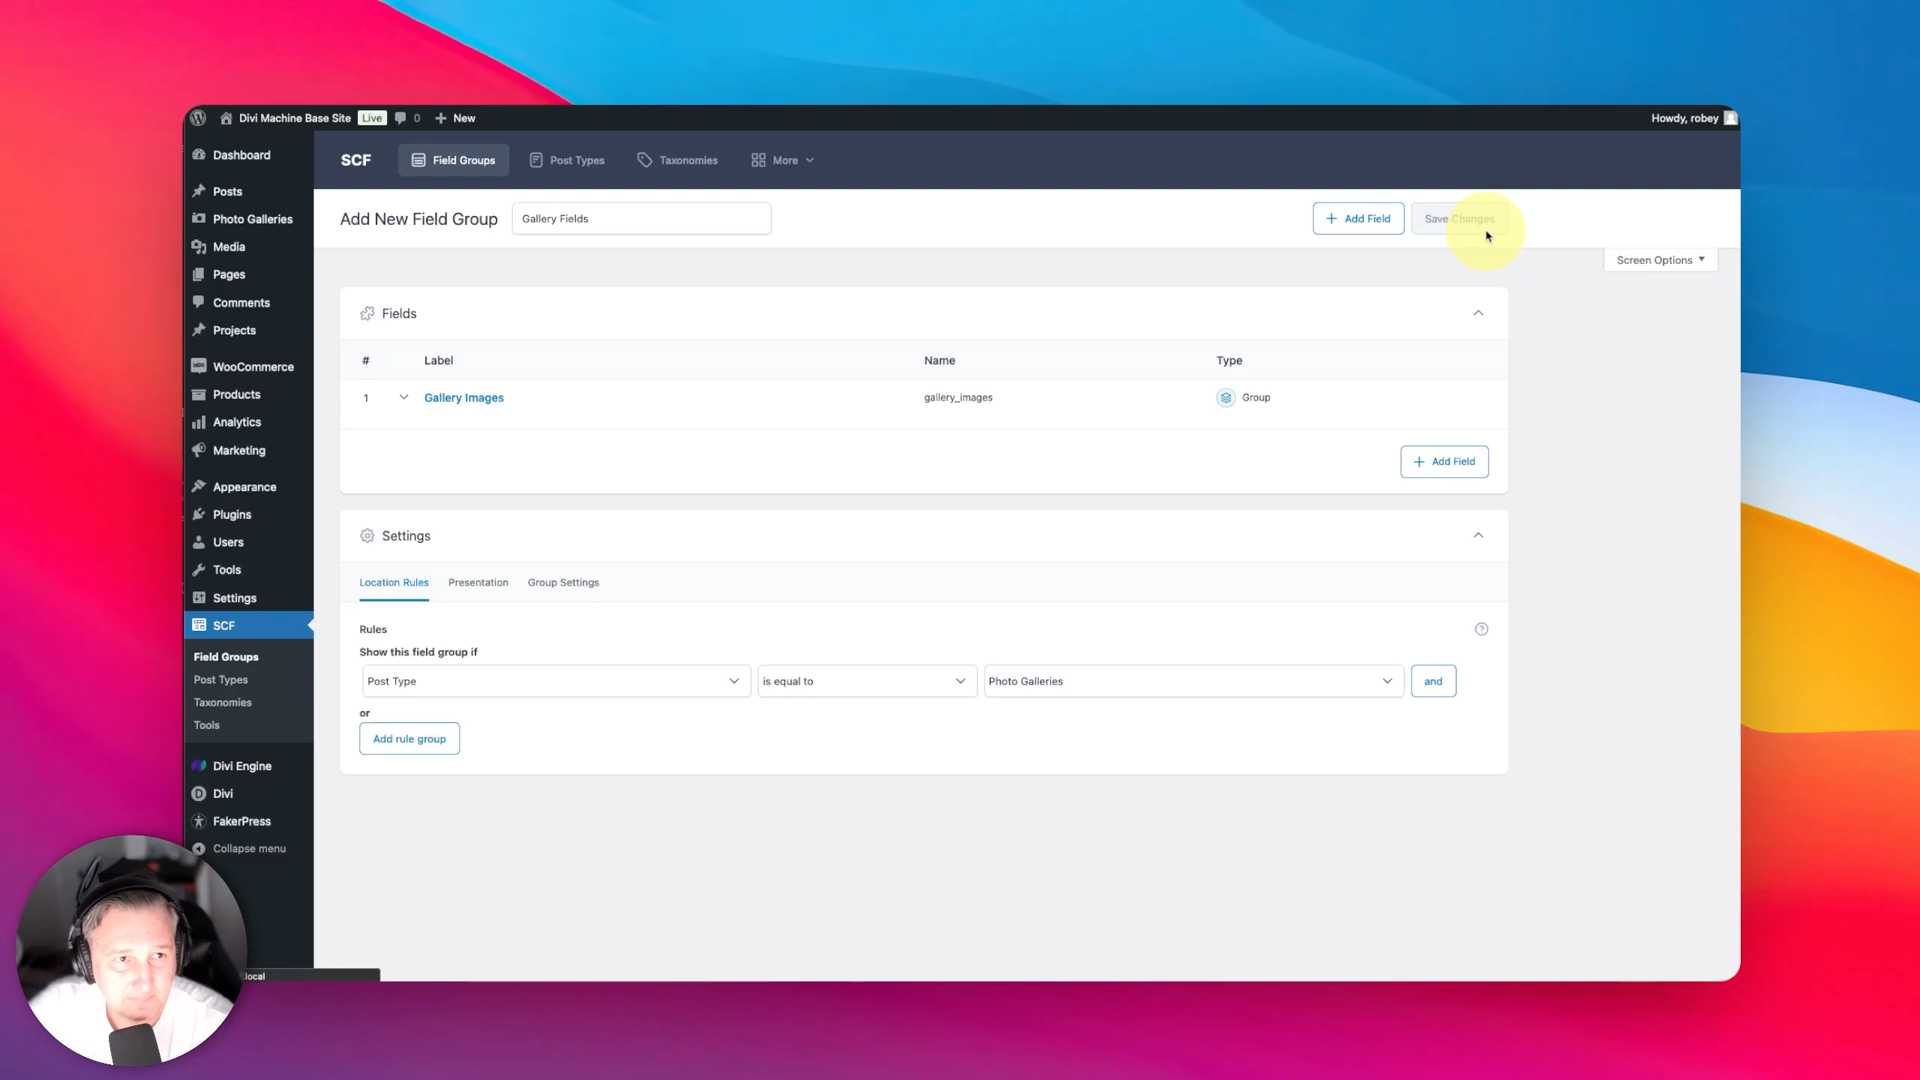 Divi Machine Base Site Live 0 New Howdy, robey
Dashboard
Posts
Photo Galleries
Media
Pages
Comments
Projects
WooCommerce
Products
Analytics
Marketing
Appearance
Plugins
Users
Tools
Settings
SCF
Field Groups
Post Types
Taxonomies
Tools
Divi Engine
Divi
FakerPress
Collapse menu
SCF Field Groups Post Types Taxonomies More
Add New Field Group Gallery Fields + Add Field Save Changes
Screen Options
Fields
# Label Name Type
1 Gallery Images gallery_images Group
+ Add Field
Settings
Location Rules Presentation Group Settings
Rules
Show this field group if
Post Type is equal to Photo Galleries and
or
Add rule group
local